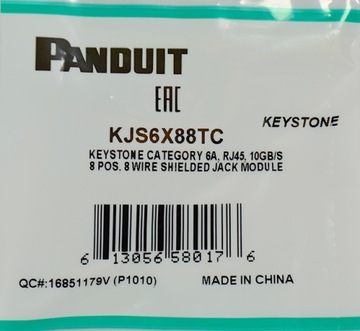 PANDUIT
EAC
KJS6X88TC
KEYSTONE
KEYSTONE CATEGORY 6A, RJ45, 10GB/S
8 POS. 8 WIRE SHIELDED JACK MODULE
6 13056 58017 6
QC#:16851179V (P1010) MADE IN CHINA